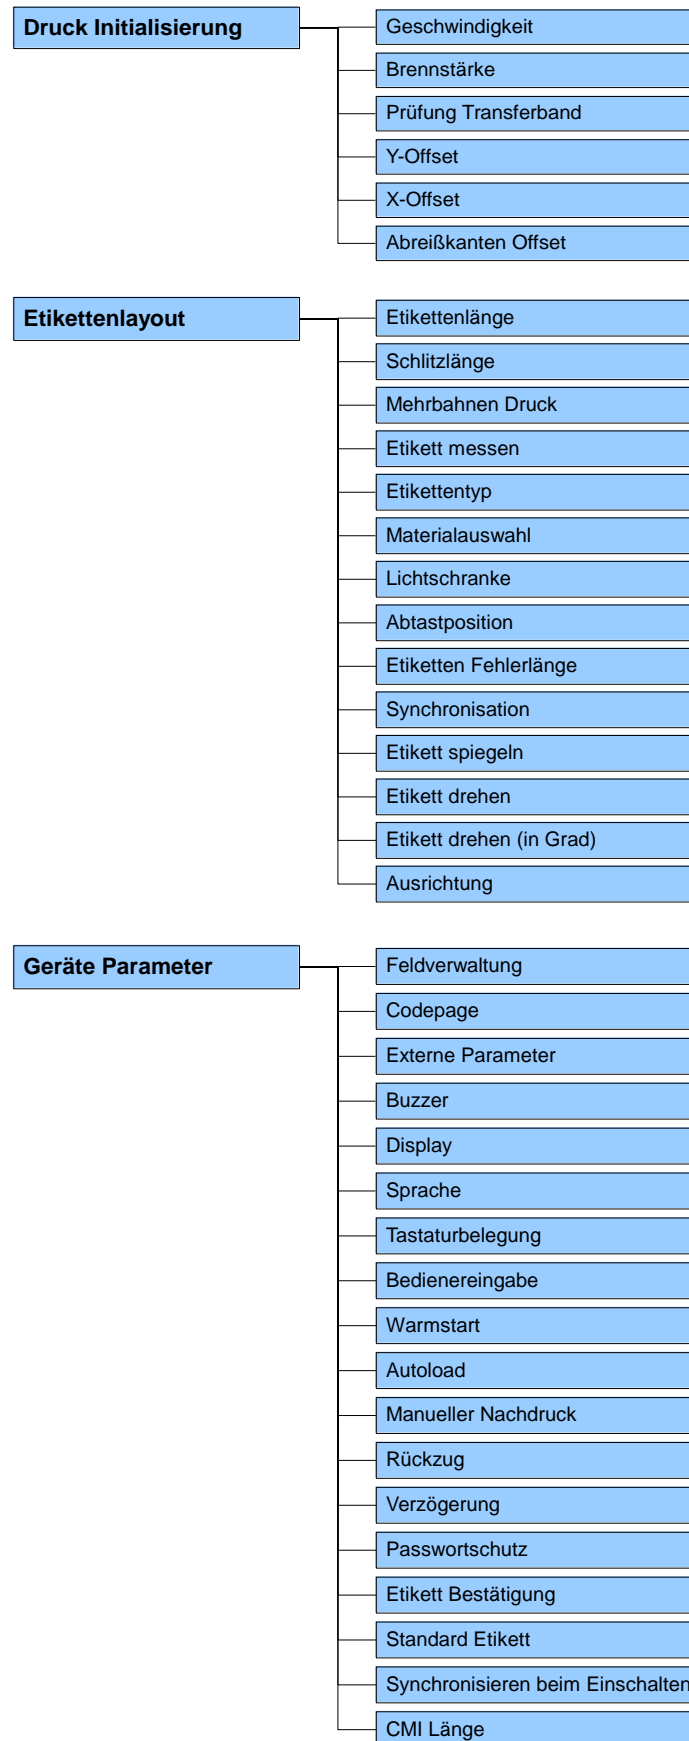 Druck Initialisierung
Geschwindigkeit
Brennstärke
Prüfung Transferband
Y-Offset
X-Offset
Abreißkanten Offset
Etikettenlayout
Etikettenlänge
Schlitzlänge
Mehrbahnen Druck
Etikett messen
Etikettentyp
Materialauswahl
Lichtschranke
Abtastposition
Etiketten Fehlerlänge
Synchronisation
Etikett spiegeln
Etikett drehen
Etikett drehen (in Grad)
Ausrichtung
Geräte Parameter
Feldverwaltung
Codepage
Externe Parameter
Buzzer
Display
Sprache
Tastaturbelegung
Bedienereingabe
Warmstart
Autoload
Manueller Nachdruck
Rückzug
Verzögerung
Passwortschutz
Etikett Bestätigung
Standard Etikett
Synchronisieren beim Einschalten
CMI Länge